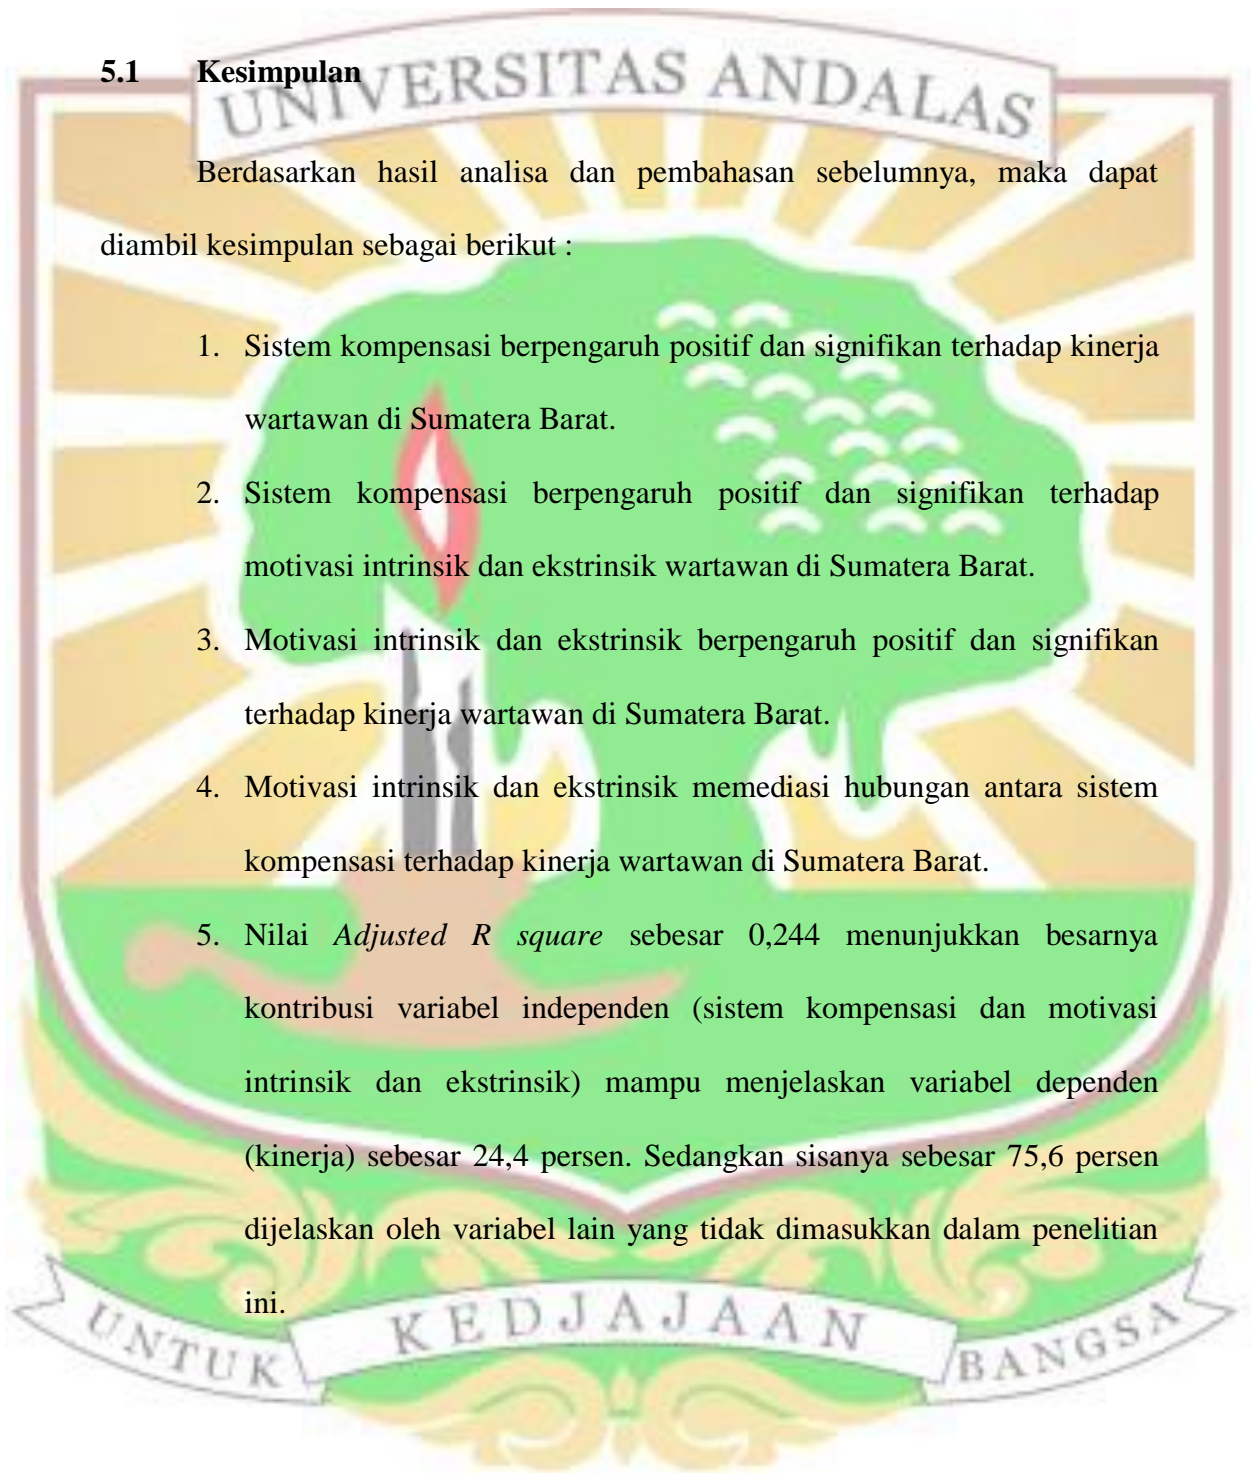 UNIVERSITAS ANDALAS
5.1 Kesimpulan
Berdasarkan hasil analisa dan pembahasan sebelumnya, maka dapat
diambil kesimpulan sebagai berikut :
1. Sistem kompensasi berpengaruh positif dan signifikan terhadap kinerja
wartawan di Sumatera Barat.
2. Sistem kompensasi berpengaruh positif dan signifikan terhadap
motivasi intrinsik dan ekstrinsik wartawan di Sumatera Barat.
3. Motivasi intrinsik dan ekstrinsik berpengaruh positif dan signifikan
terhadap kinerja wartawan di Sumatera Barat.
4. Motivasi intrinsik dan ekstrinsik memediasi hubungan antara sistem
kompensasi terhadap kinerja wartawan di Sumatera Barat.
5. Nilai Adjusted R square sebesar 0,244 menunjukkan besarnya
kontribusi variabel independen (sistem kompensasi dan motivasi
intrinsik dan ekstrinsik) mampu menjelaskan variabel dependen
(kinerja) sebesar 24,4 persen. Sedangkan sisanya sebesar 75,6 persen
dijelaskan oleh variabel lain yang tidak dimasukkan dalam penelitian
ini.
UNTUK KEDJAJAAN BANGSA